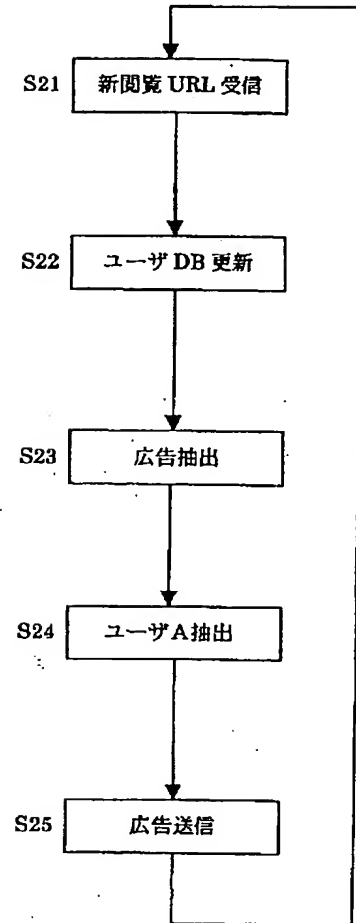 S21 新閲覧 URL 受信
S22 ユーザ DB 更新
S23 広告抽出
S24 ユーザA抽出
S25 広告送信